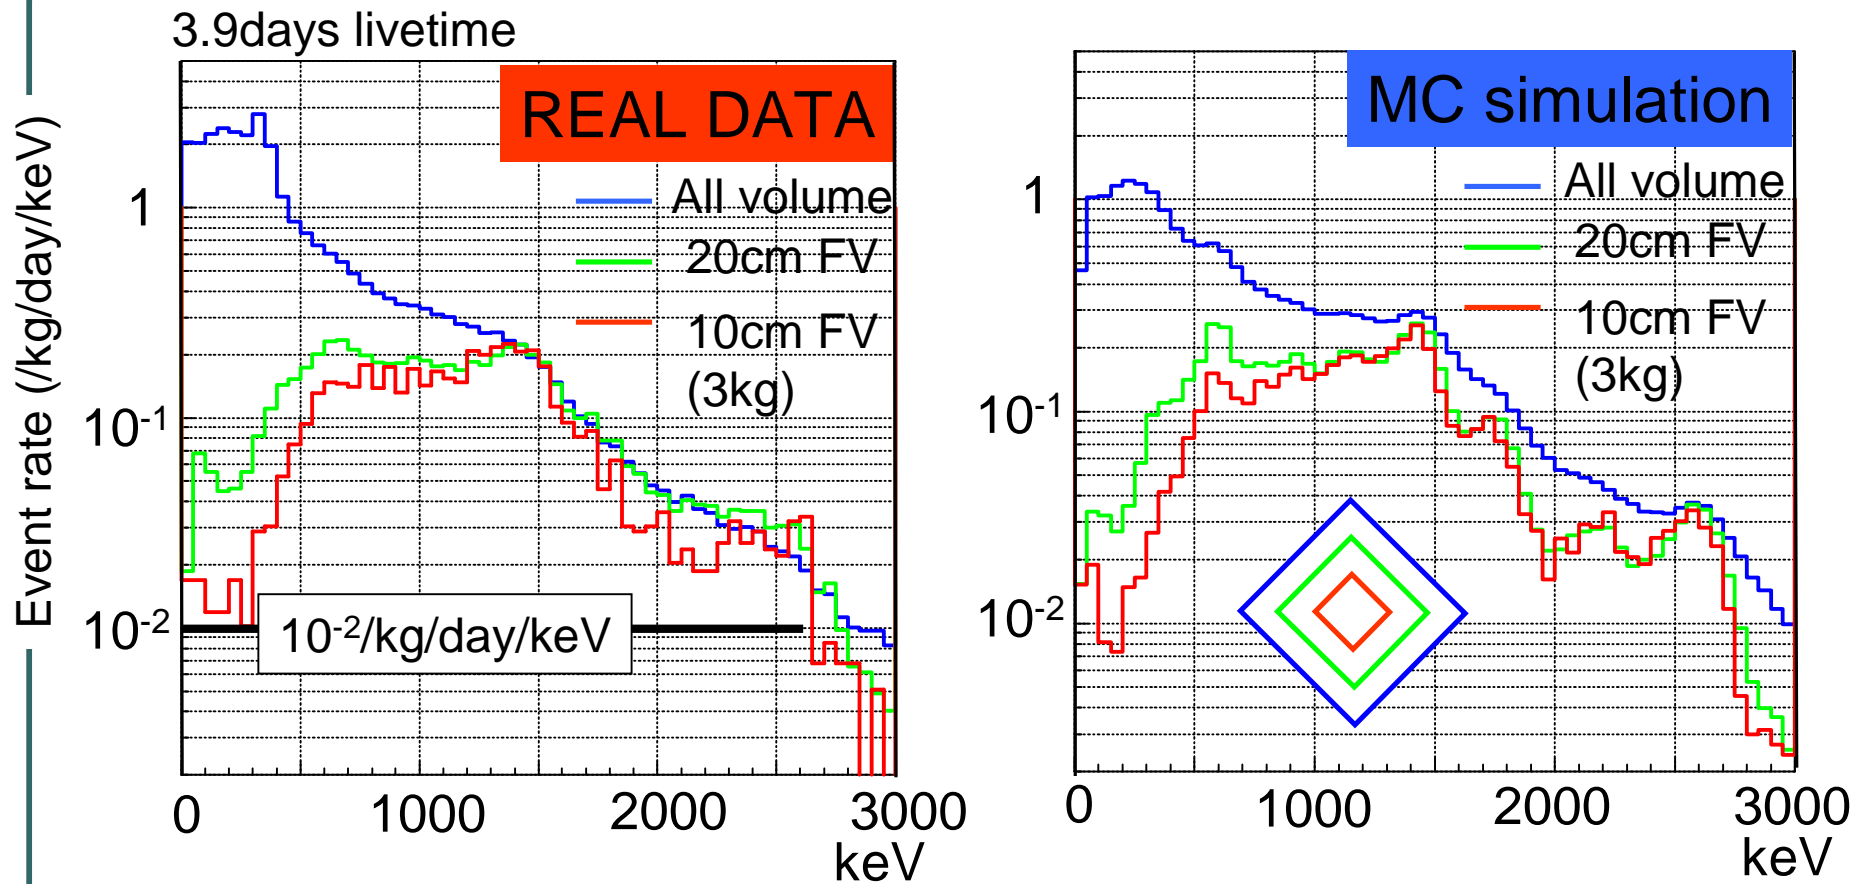 3.9days livetime
Event rate (/kg/day/keV)
REAL DATA
All volume
20cm FV
10cm FV
(3kg)
1
10-1
10-2
10-2/kg/day/keV
0 1000 2000 3000
keV
MC simulation
All volume
20cm FV
10cm FV
(3kg)
1
10-1
10-2
0 1000 2000 3000
keV